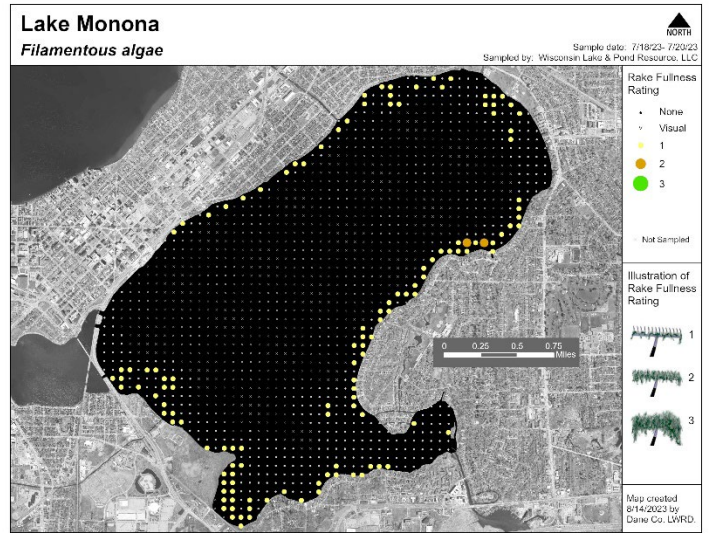 Lake Monona
Filamentous algae
NORTH
Sample date: 7/18/23- 7/20/23
Sampled by: Wisconsin Lake & Pond Resource, LLC
Rake Fullness
Rating
None
Visual
1
2
3
Not Sampled
Illustration of
Rake Fullness
Rating
1
2
3
0 0.25 0.5 0.75
Miles
Map created
8/14/2023 by
Dane Co. LWRD.